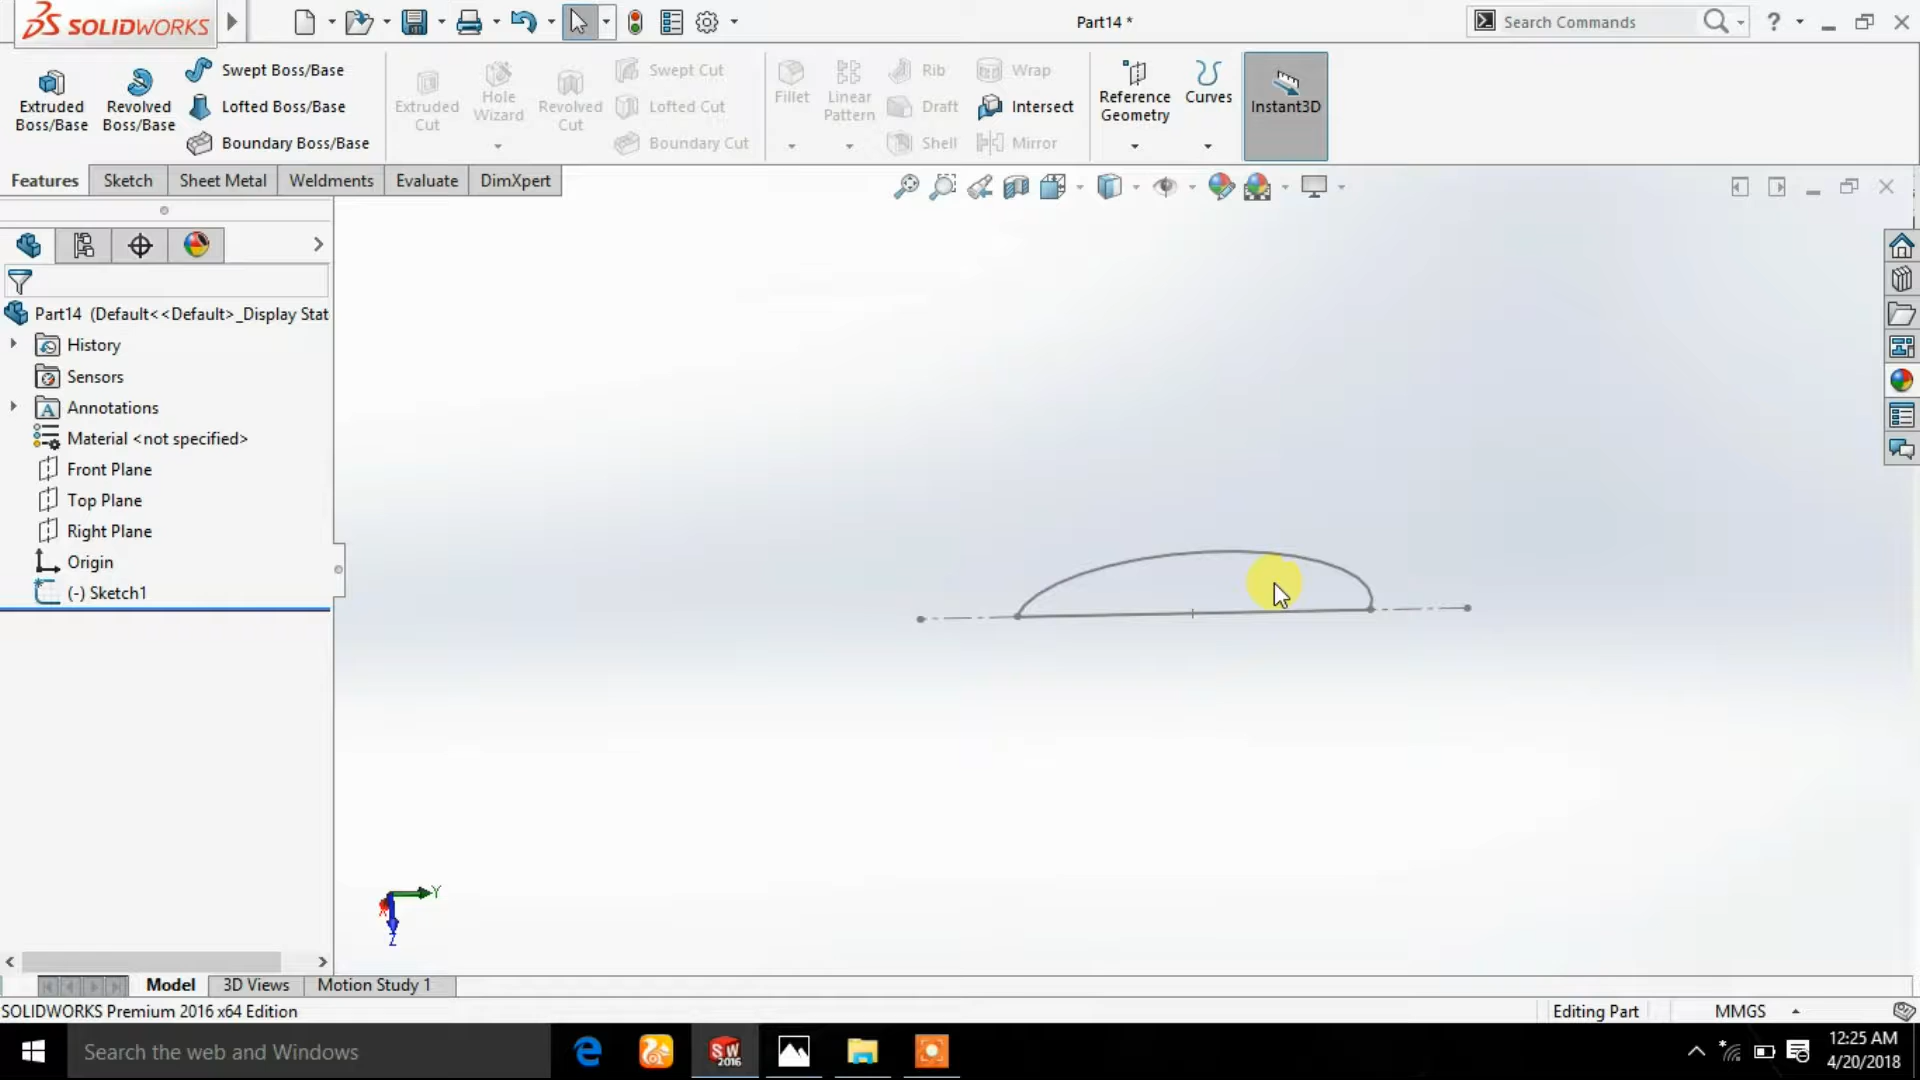 SOLIDWORKS
Part14 *
Search Commands
?
Extruded
Boss/Base
Revolved
Boss/Base
Swept Boss/Base
Lofted Boss/Base
Boundary Boss/Base
Extruded
Cut
Hole
Wizard
Revolved
Cut
Swept Cut
Lofted Cut
Boundary Cut
Fillet
Linear
Pattern
Rib
Draft
Shell
Wrap
Intersect
Mirror
Reference
Geometry
Curves
Instant3D
Features
Sketch
Sheet Metal
Weldments
Evaluate
DimXpert
Part14 (Default<<Default>_Display Stat
History
Sensors
Annotations
Material <not specified>
Front Plane
Top Plane
Right Plane
Origin
(-) Sketch1
Y
X
Z
Model
3D Views
Motion Study 1
SOLIDWORKS Premium 2016 x64 Edition
Editing Part
MMGS
Search the web and Windows
SW
2016
12:25 AM
4/20/2018